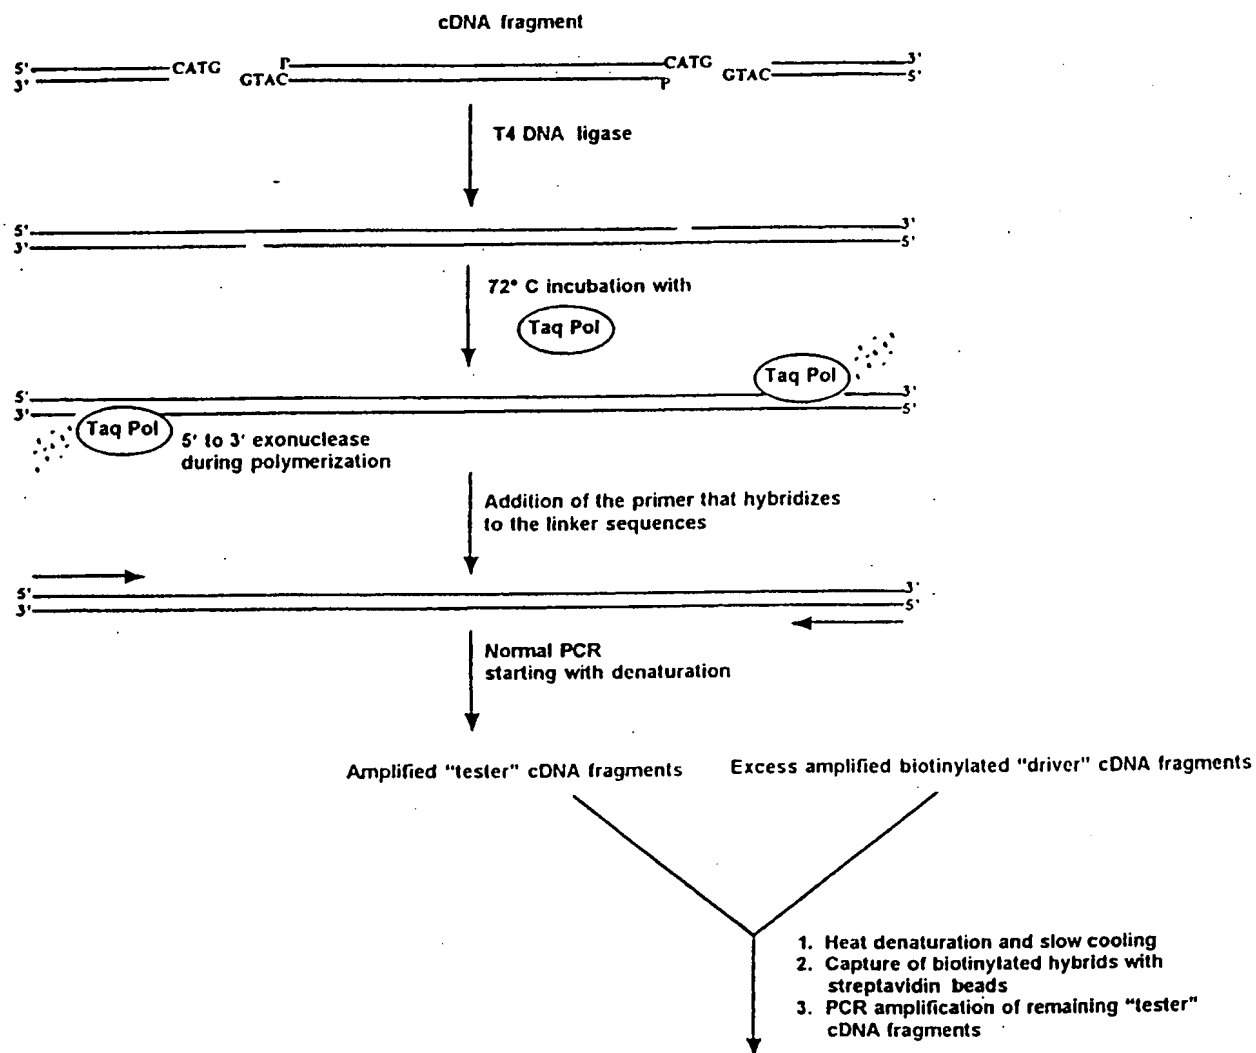 cDNA fragment
5' CATG P CATG 3'
3' GTAC P GTAC 5'
T4 DNA ligase
5' 3'
3' 5'
72° C incubation with
Taq Pol
Taq Pol
5' 3'
3' 5'
Taq Pol
5' to 3' exonuclease
during polymerization
Addition of the primer that hybridizes
to the linker sequences
5' 3'
3' 5'
Normal PCR
starting with denaturation
Amplified "tester" cDNA fragments
Excess amplified biotinylated "driver" cDNA fragments
1. Heat denaturation and slow cooling
2. Capture of biotinylated hybrids with
streptavidin beads
3. PCR amplification of remaining "tester"
cDNA fragments